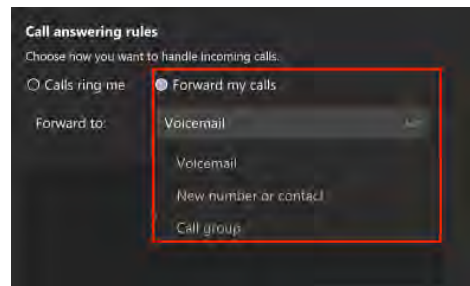 Call answering rules
Choose how you want to handle incoming calls.
Calls ring me
Forward my calls
Forward to:
Voicemail
Voicemail
New number or contact
Call group